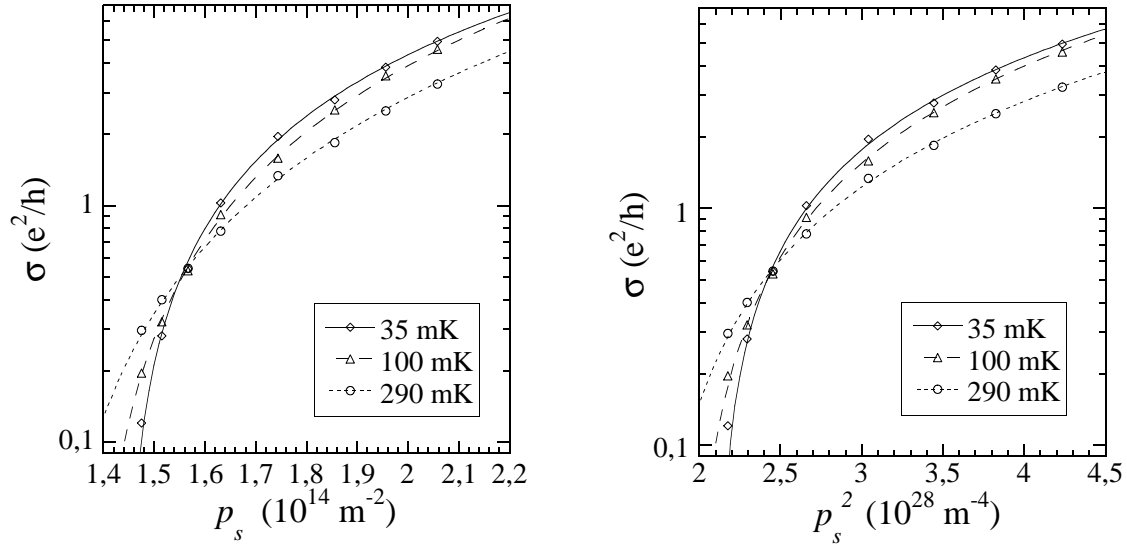 1
0,1
σ (e²/h)
35 mK
100 mK
290 mK
1,4 1,5 1,6 1,7 1,8 1,9 2 2,1 2,2
pₛ (10¹⁴ m⁻²)
1
0,1
σ (e²/h)
35 mK
100 mK
290 mK
2 2,5 3 3,5 4 4,5
pₛ² (10²⁸ m⁻⁴)